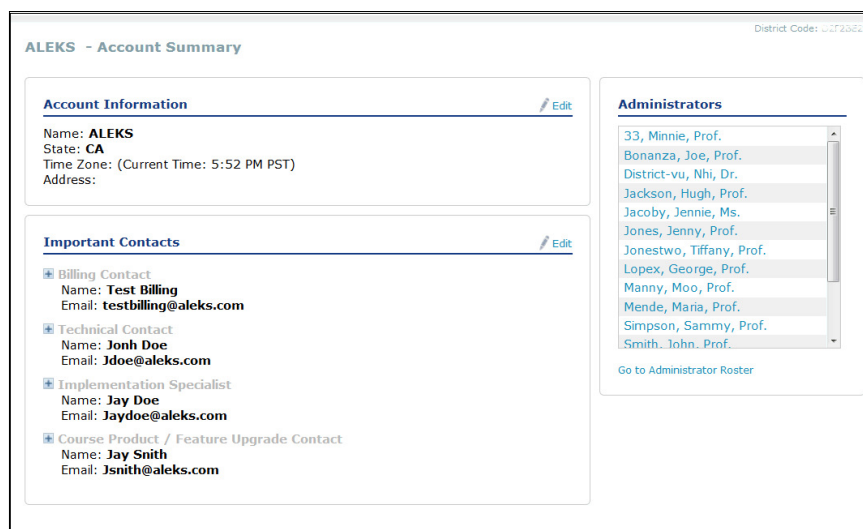 District Code:
ALEKS - Account Summary
Account Information
Edit
Name: ALEKS
State: CA
Time Zone: (Current Time: 5:52 PM PST)
Address:
Important Contacts
Edit
Billing Contact
Name: Test Billing
Email: testbilling@aleks.com
Technical Contact
Name: Jonh Doe
Email: Jdoe@aleks.com
Implementation Specialist
Name: Jay Doe
Email: Jaydoe@aleks.com
Course Product / Feature Upgrade Contact
Name: Jay Snith
Email: Jsnith@aleks.com
Administrators
33, Minnie, Prof.
Bonanza, Joe, Prof.
District-vu, Nhi, Dr.
Jackson, Hugh, Prof.
Jacoby, Jennie, Ms.
Jones, Jenny, Prof.
Jonestwo, Tiffany, Prof.
Lopex, George, Prof.
Manny, Moo, Prof.
Mende, Maria, Prof.
Simpson, Sammy, Prof.
Smith, John, Prof.
Go to Administrator Roster